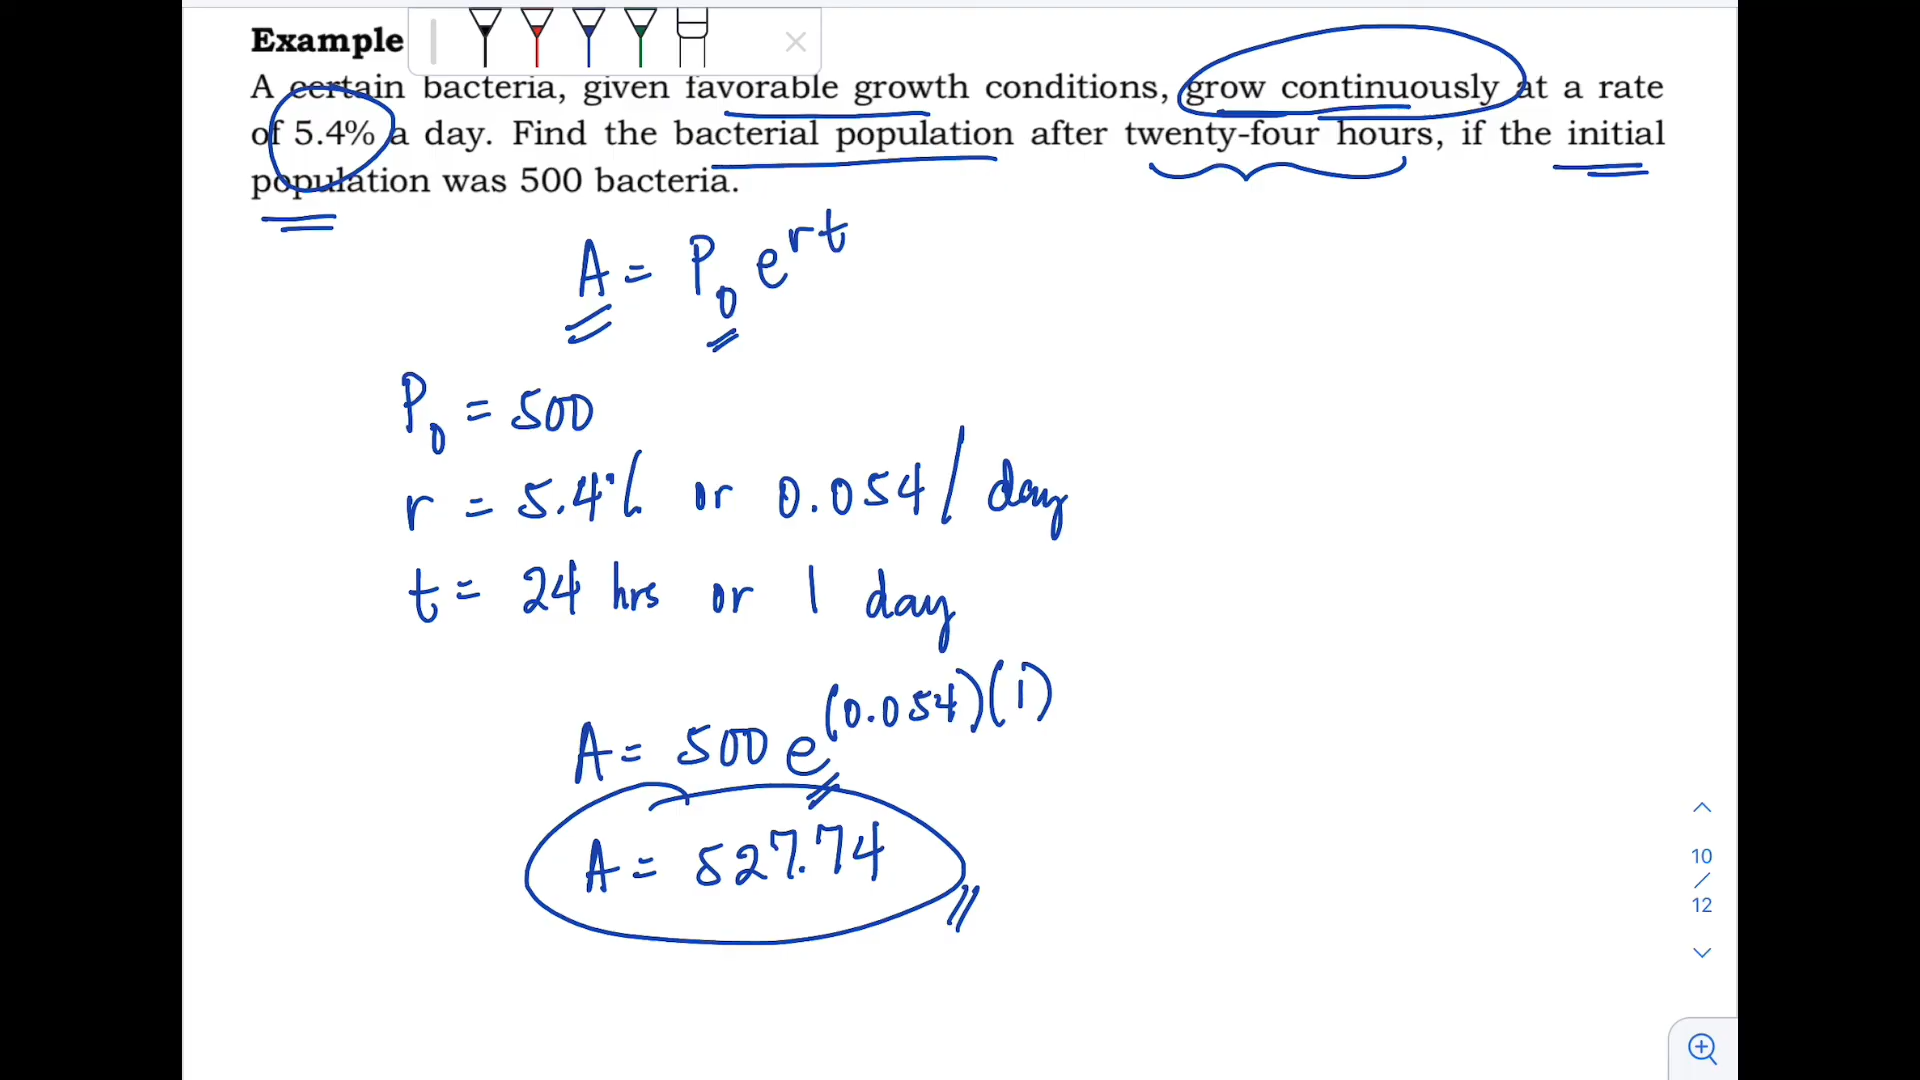 Example
A certain bacteria, given favorable growth conditions, grow continuously at a rate
of 5.4% a day. Find the bacterial population after twenty-four hours, if the initial
population was 500 bacteria.
A = P₀ e^rt
P₀ = 500
r = 5.4% or 0.054 / day
t = 24 hrs or 1 day
A = 500 e^(0.054)(1)
A = 527.74
10
/
12